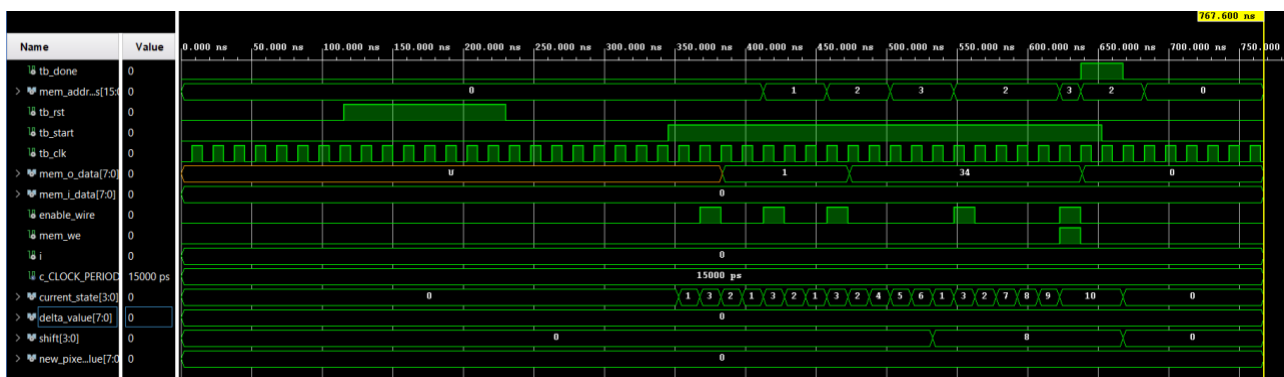 767.600 ns
Name Value 0.000 ns 50.000 ns 100.000 ns 150.000 ns 200.000 ns 250.000 ns 300.000 ns 350.000 ns 400.000 ns 450.000 ns 500.000 ns 550.000 ns 600.000 ns 650.000 ns 700.000 ns 750.000
tb_done 0
mem_addr...s[15:( 0 0 1 2 3 2 3 2 0
tb_rst 0
tb_start 0
tb_clk 0
mem_o_data[7:0] 0 U 1 34 0
mem_i_data[7:0] 0 0
enable_wire 0
mem_we 0
i 0 0
c_CLOCK_PERIOD 15000 ps 15000 ps
current_state[3:0] 0 0 1 3 2 1 3 2 1 3 2 4 5 6 1 3 2 7 8 9 10 0
delta_value[7:0] 0 0
shift[3:0] 0 0 8 0
new_pixe...lue[7:0 0 0